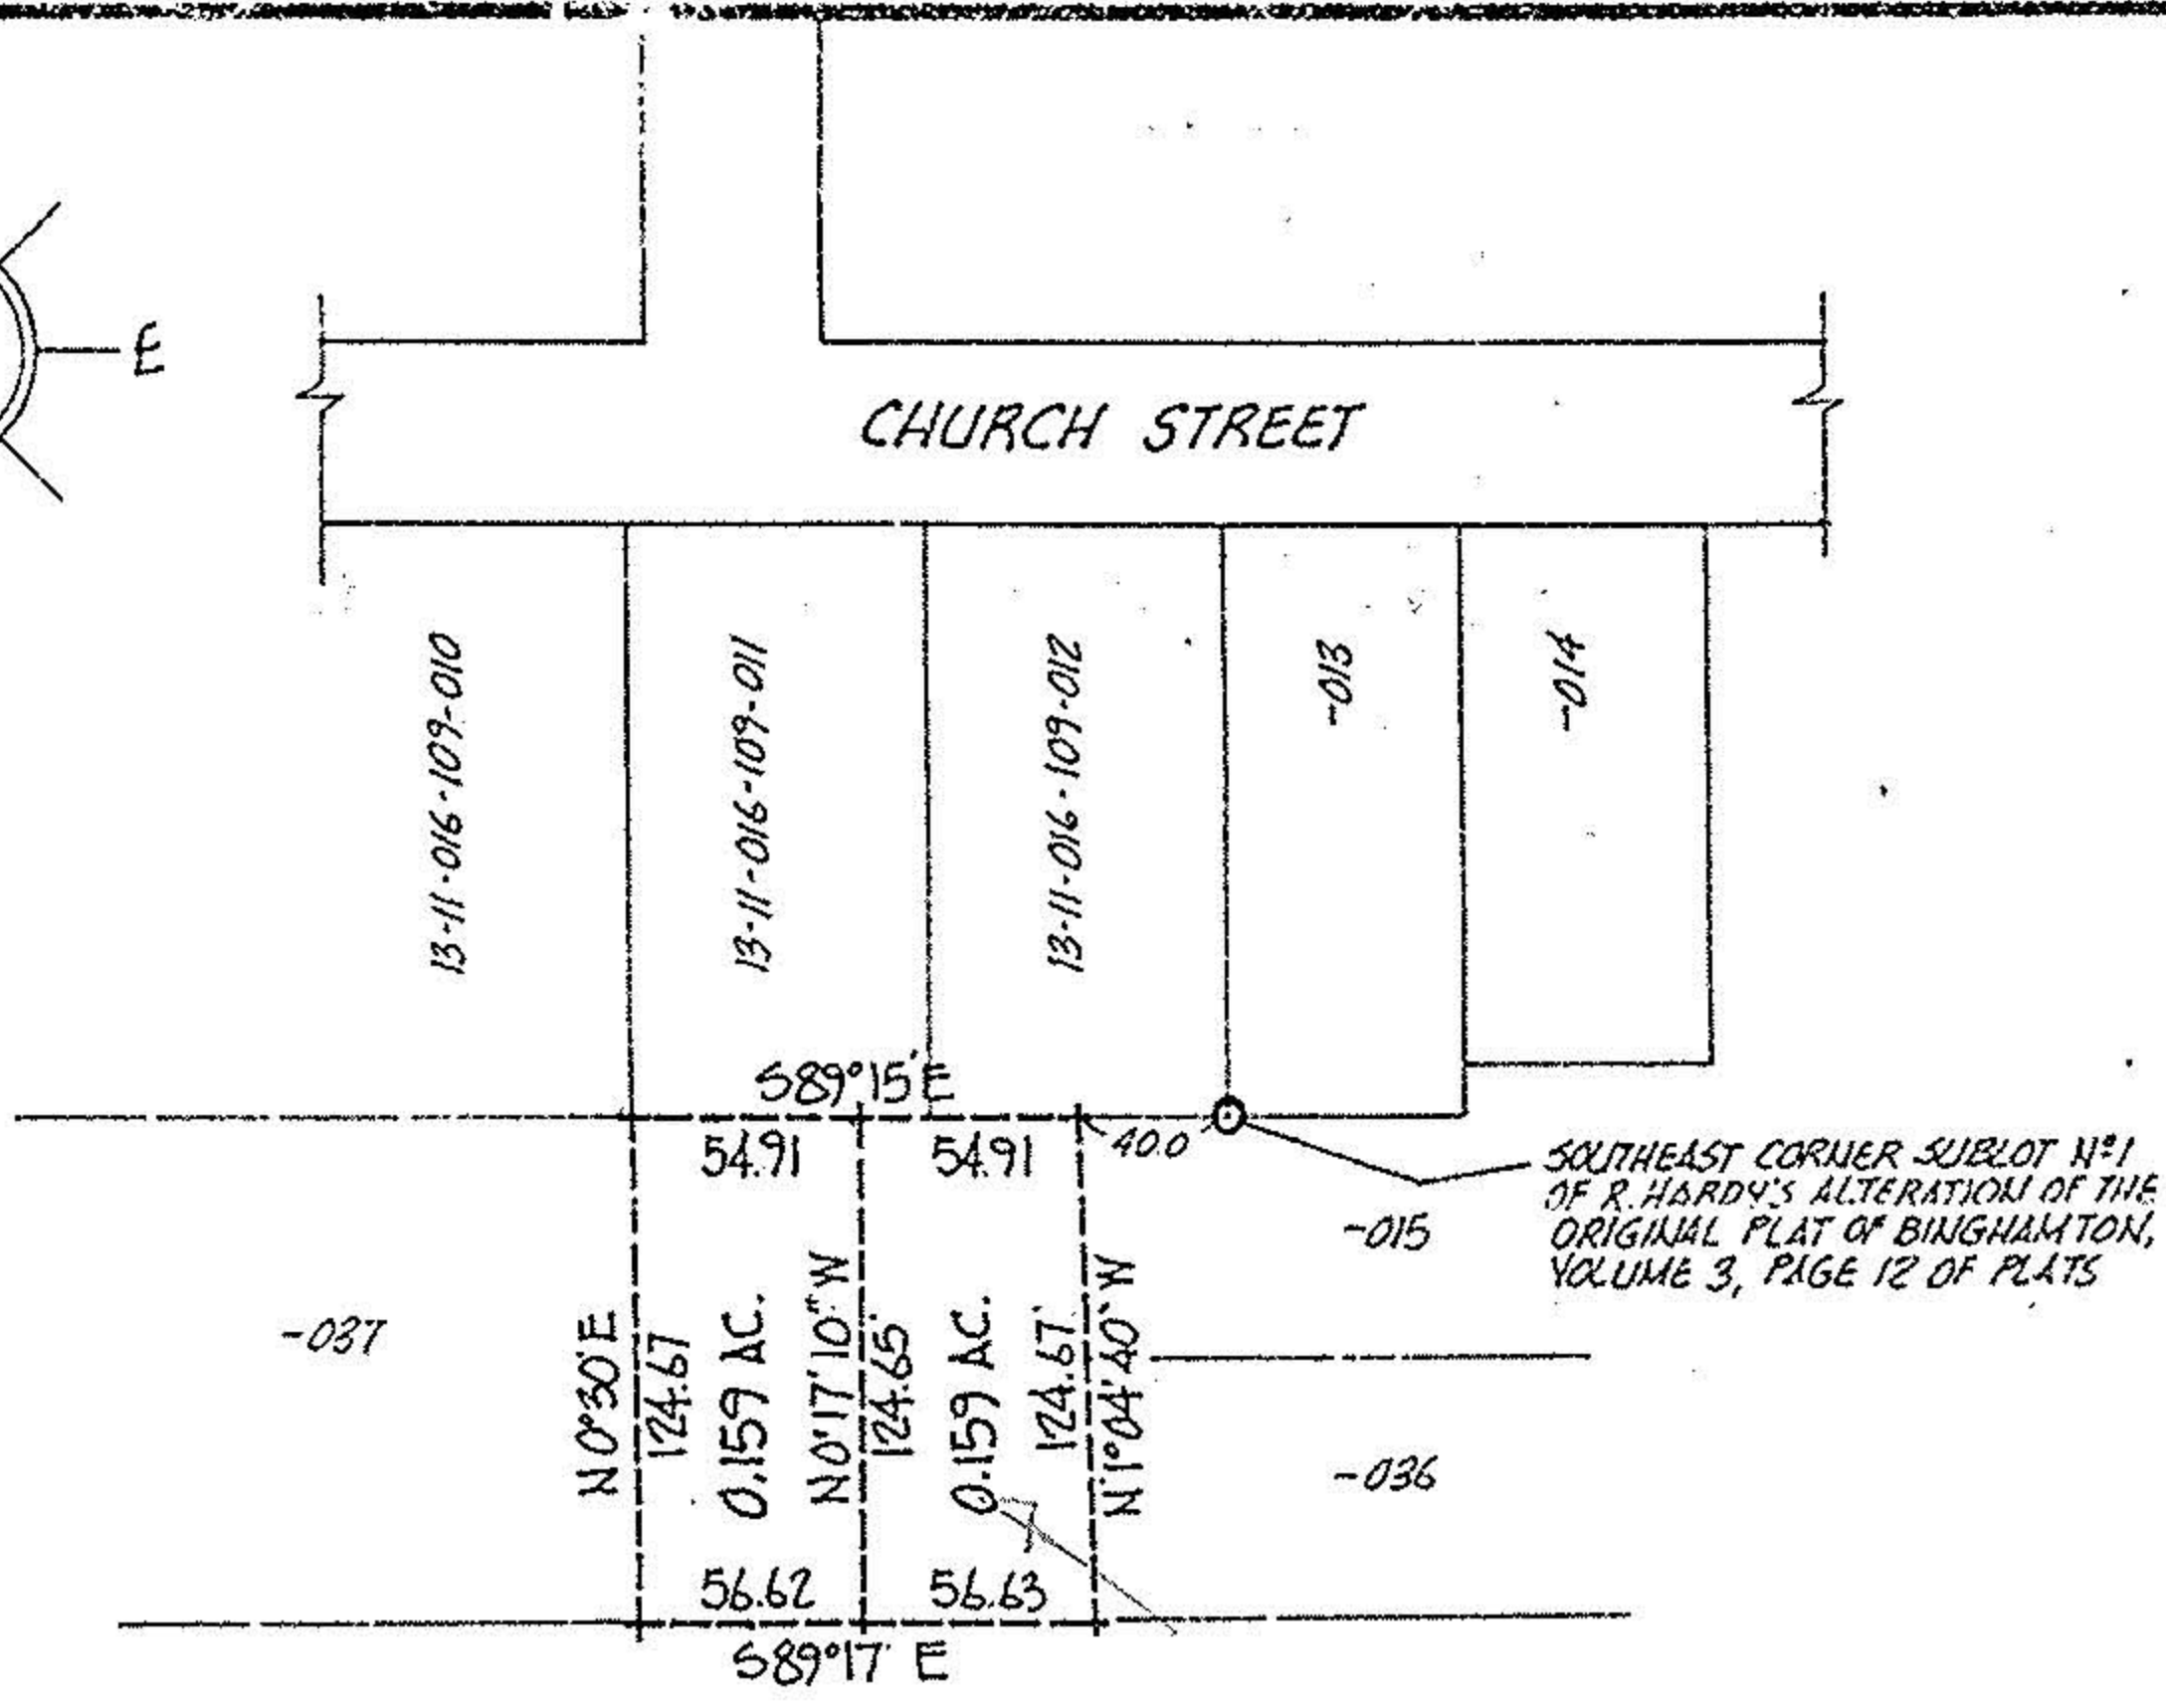 E
CHURCH STREET
13-11-016-109-010
13-11-016-109-011
13-11-016-109-012
-013
-014
S89°15'E
54.91
54.91
40.0
SOUTHEAST CORNER SUBLOT Nº1
OF R. HARDY'S ALTERATION OF THE
ORIGINAL PLAT OF BINGHAMTON,
VOLUME 3, PAGE 12 OF PLATS
-015
-037
N 0°30'E
124.67
0.159 AC.
N0°17'10"W
124.65'
0.159 AC.
124.67'
N1°04'40"W
-036
56.62
56.63
S89°17' E